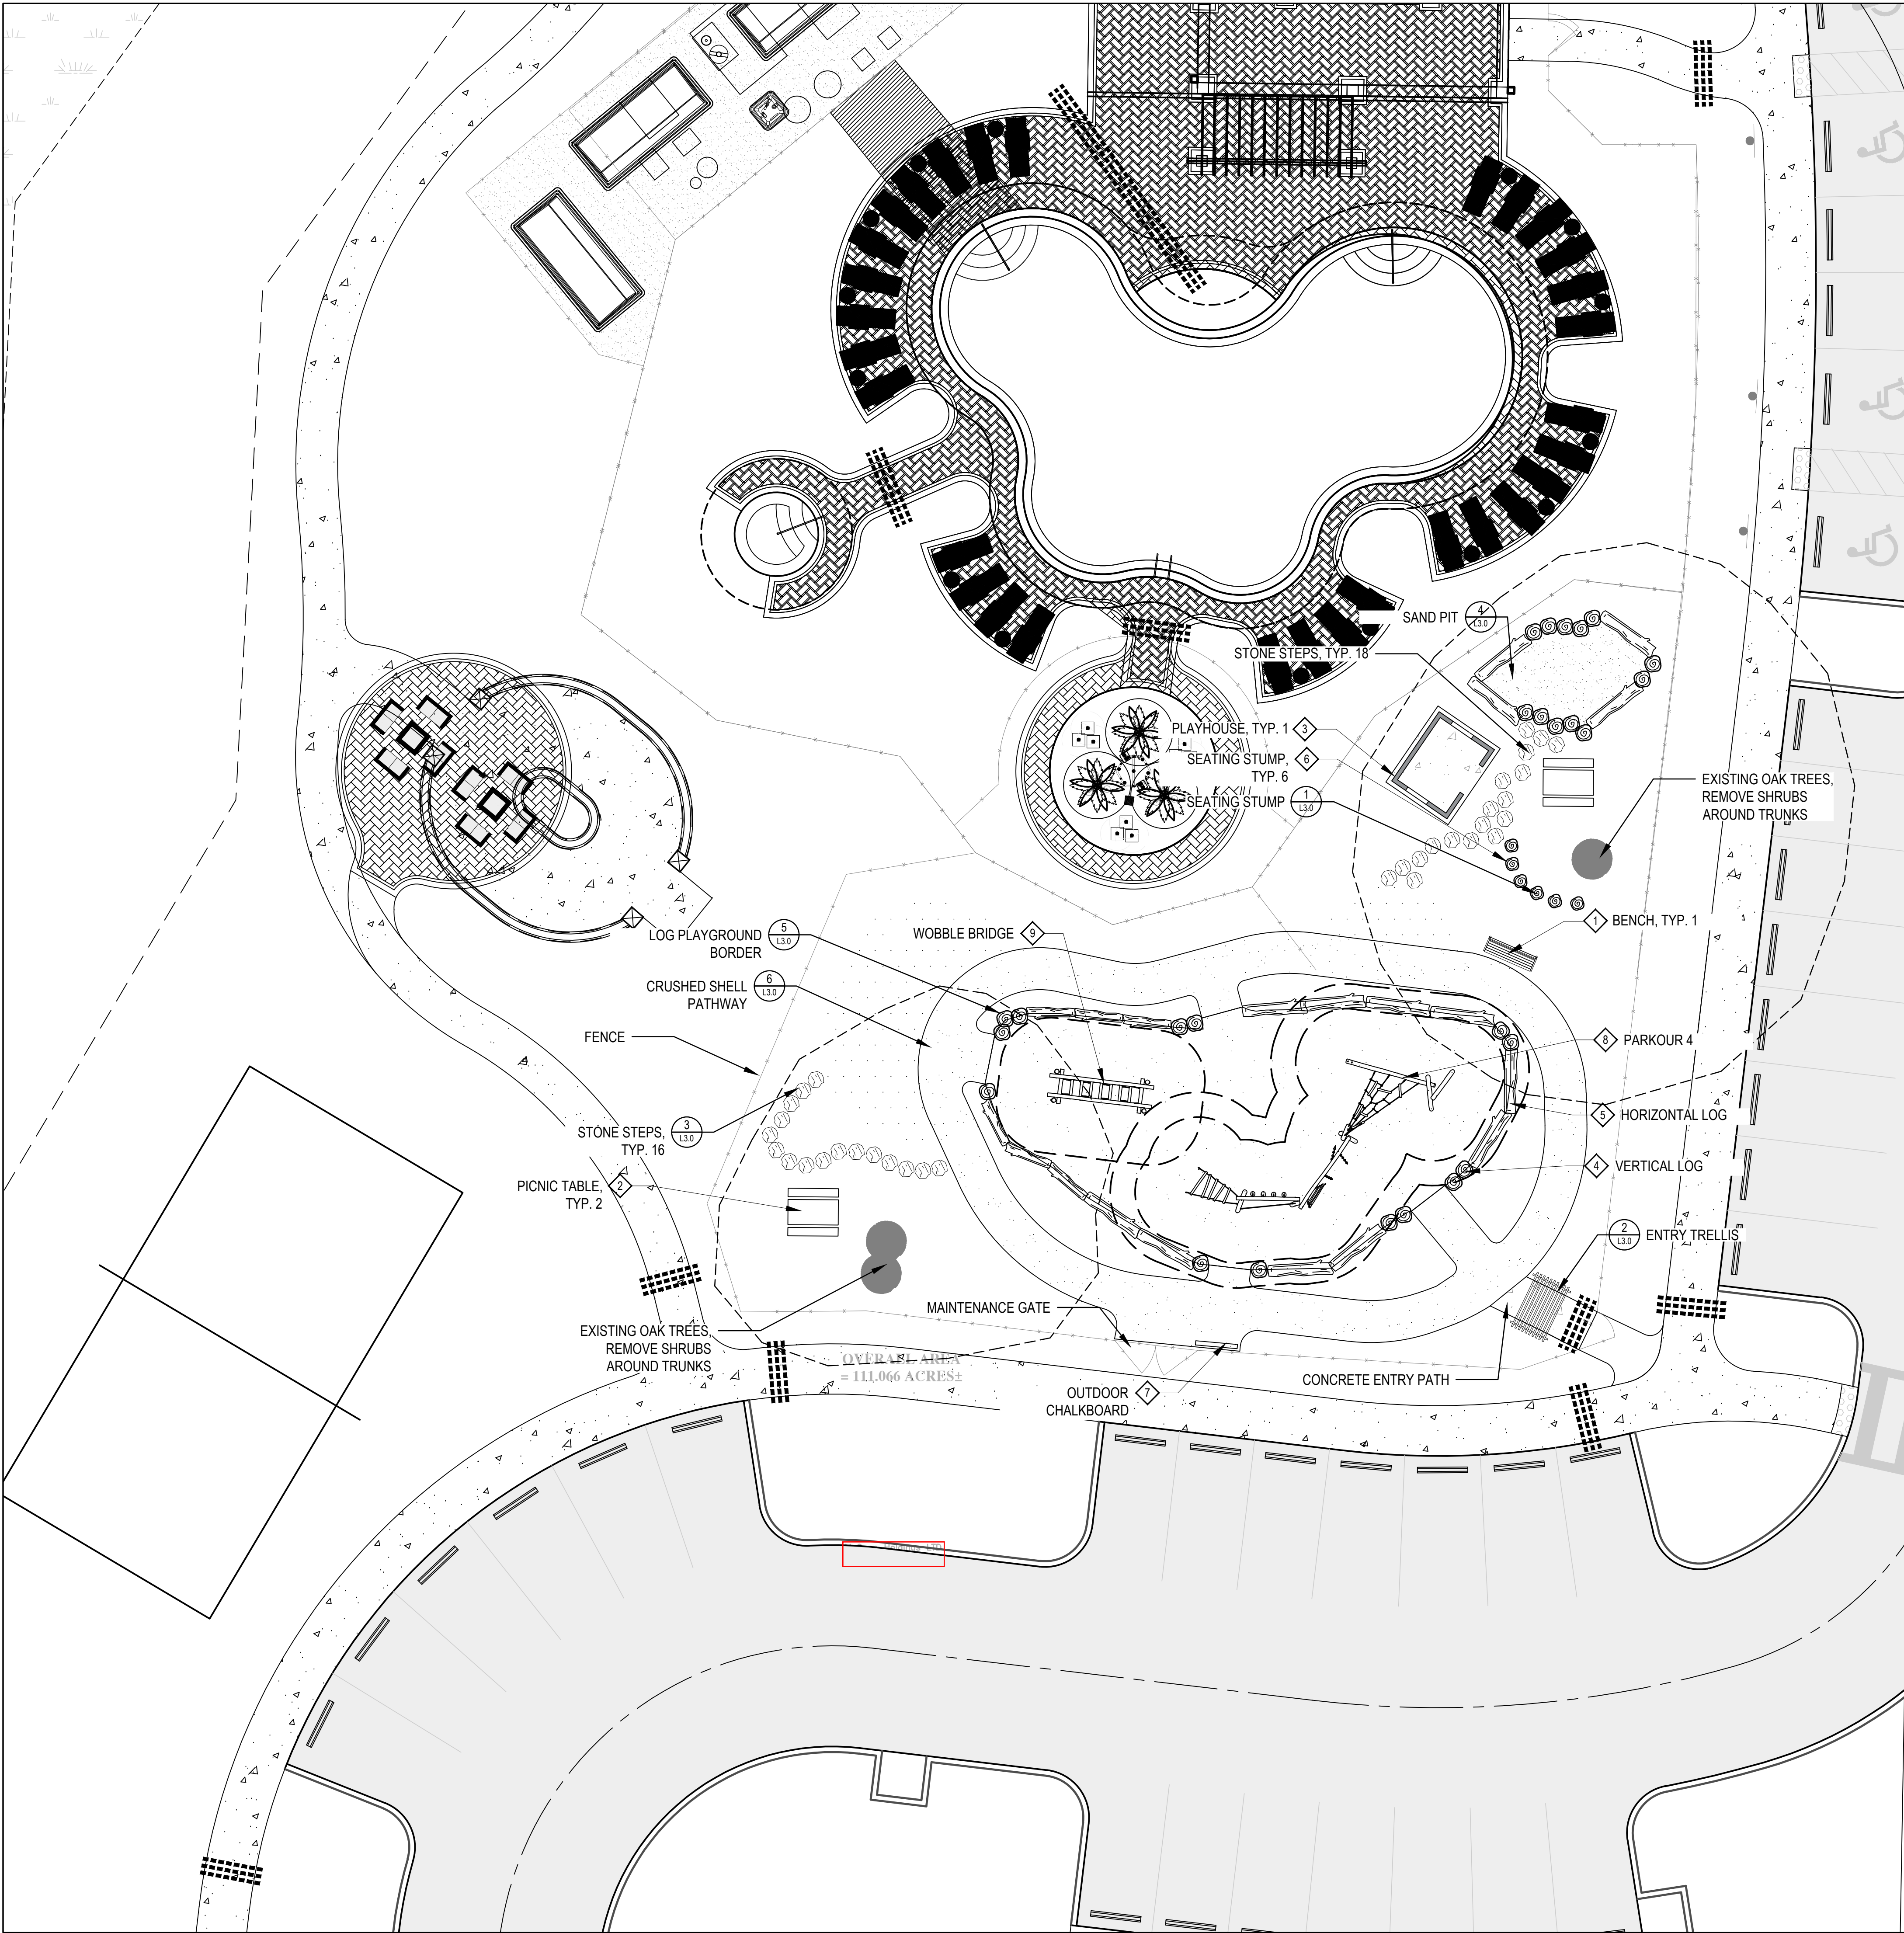 SAND PIT
4
L3.0
STONE STEPS, TYP. 18
PLAYHOUSE, TYP. 1
3
SEATING STUMP,
TYP. 6
6
SEATING STUMP
1
L3.0
EXISTING OAK TREES,
REMOVE SHRUBS
AROUND TRUNKS
1
BENCH, TYP. 1
LOG PLAYGROUND
BORDER
5
L3.0
WOBBLE BRIDGE
9
CRUSHED SHELL
PATHWAY
6
L3.0
FENCE
8
PARKOUR 4
5
HORIZONTAL LOG
STONE STEPS,
TYP. 16
3
L3.0
4
VERTICAL LOG
PICNIC TABLE,
TYP. 2
2
2
L3.0
ENTRY TRELLIS
MAINTENANCE GATE
EXISTING OAK TREES,
REMOVE SHRUBS
AROUND TRUNKS
OVERALL AREA
= 111.066 ACRES±
CONCRETE ENTRY PATH
OUTDOOR
CHALKBOARD
7
LTD